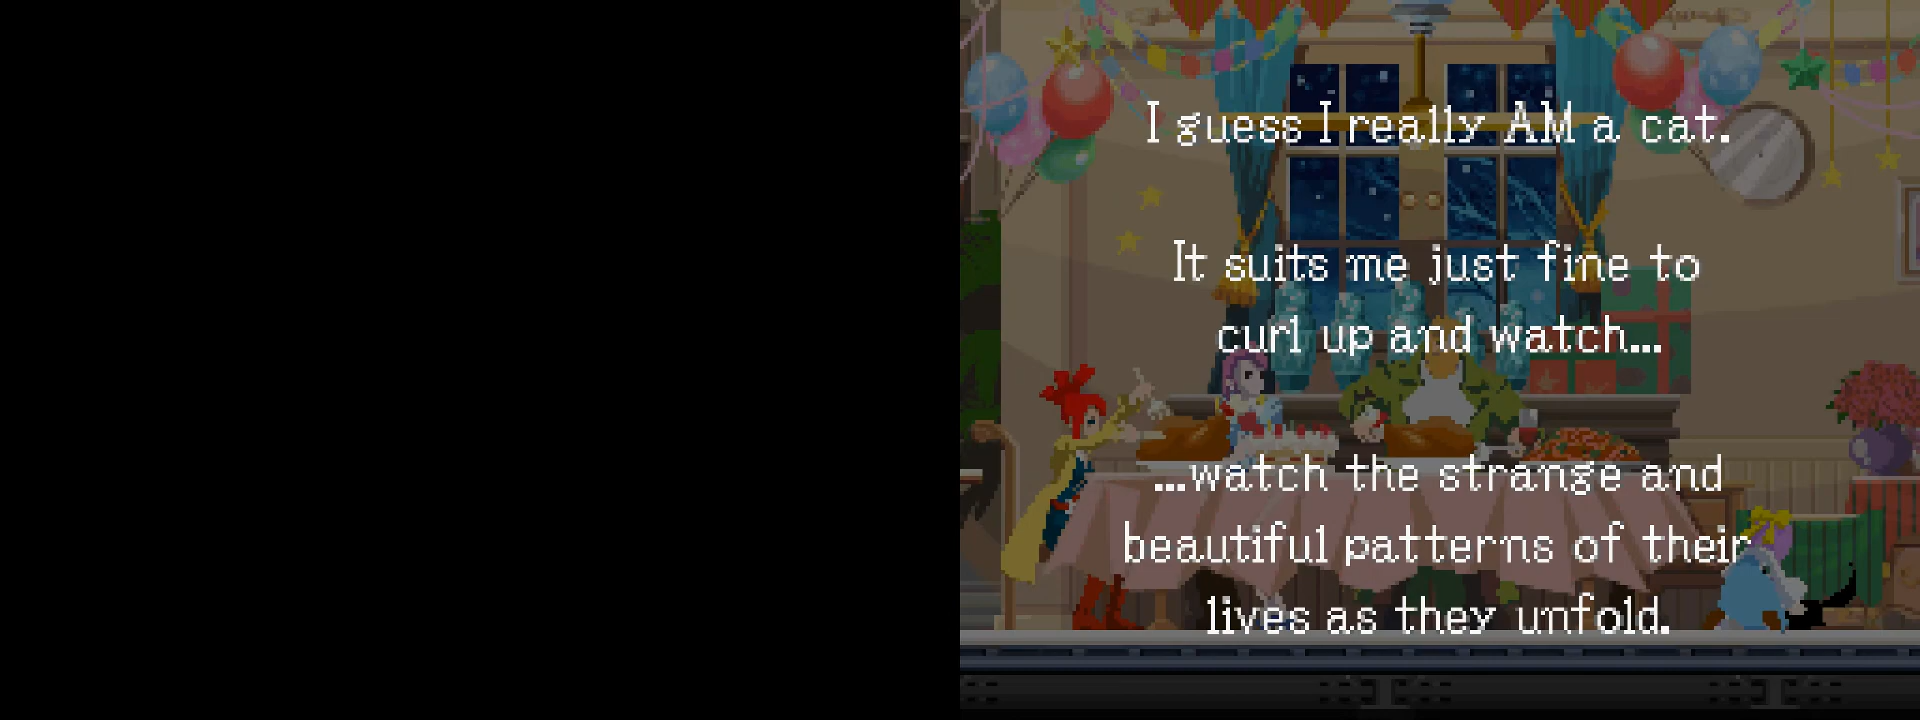 I guess I really AM a cat.
It suits me just fine to
curl up and watch...
...watch the strange and
beautiful patterns of their
lives as they unfold.